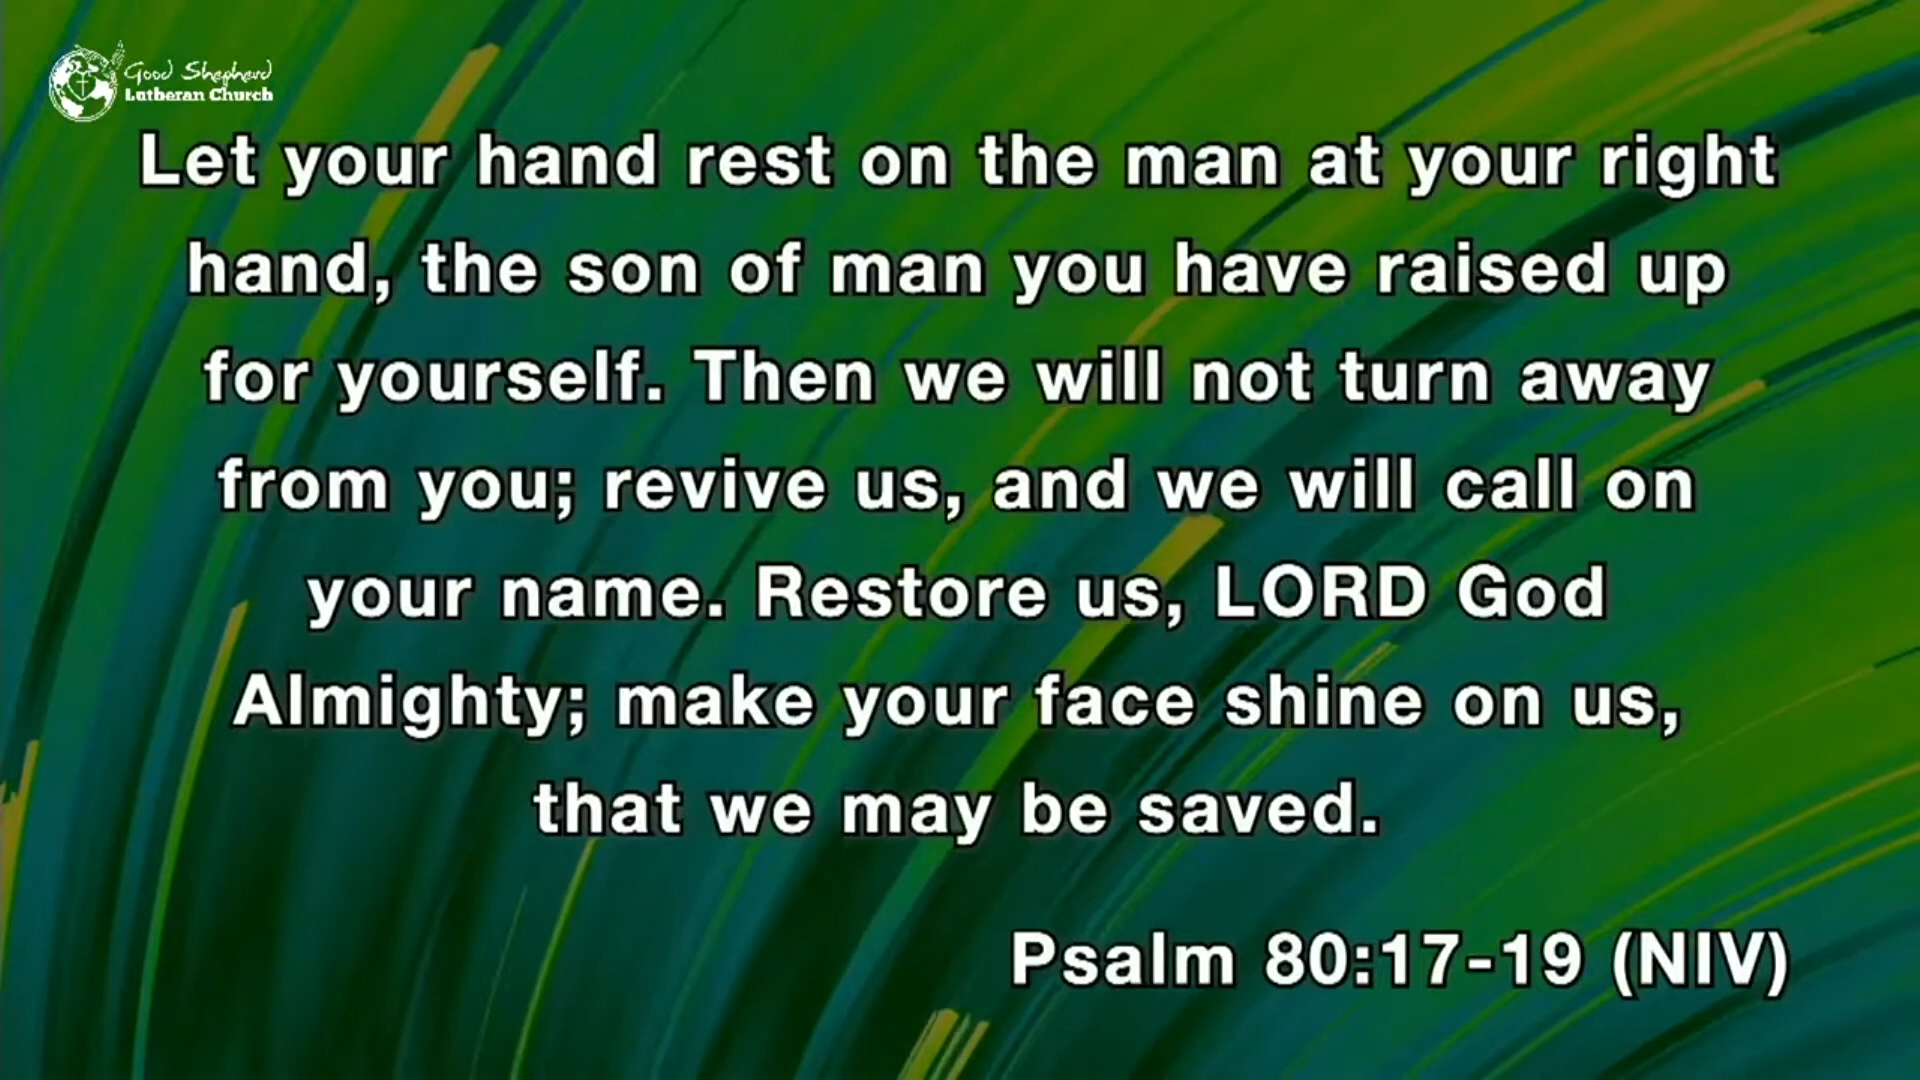 Good Shepherd
Lutheran Church
Let your hand rest on the man at your right
hand, the son of man you have raised up
for yourself. Then we will not turn away
from you; revive us, and we will call on
your name. Restore us, LORD God
Almighty; make your face shine on us,
that we may be saved.
Psalm 80:17-19 (NIV)